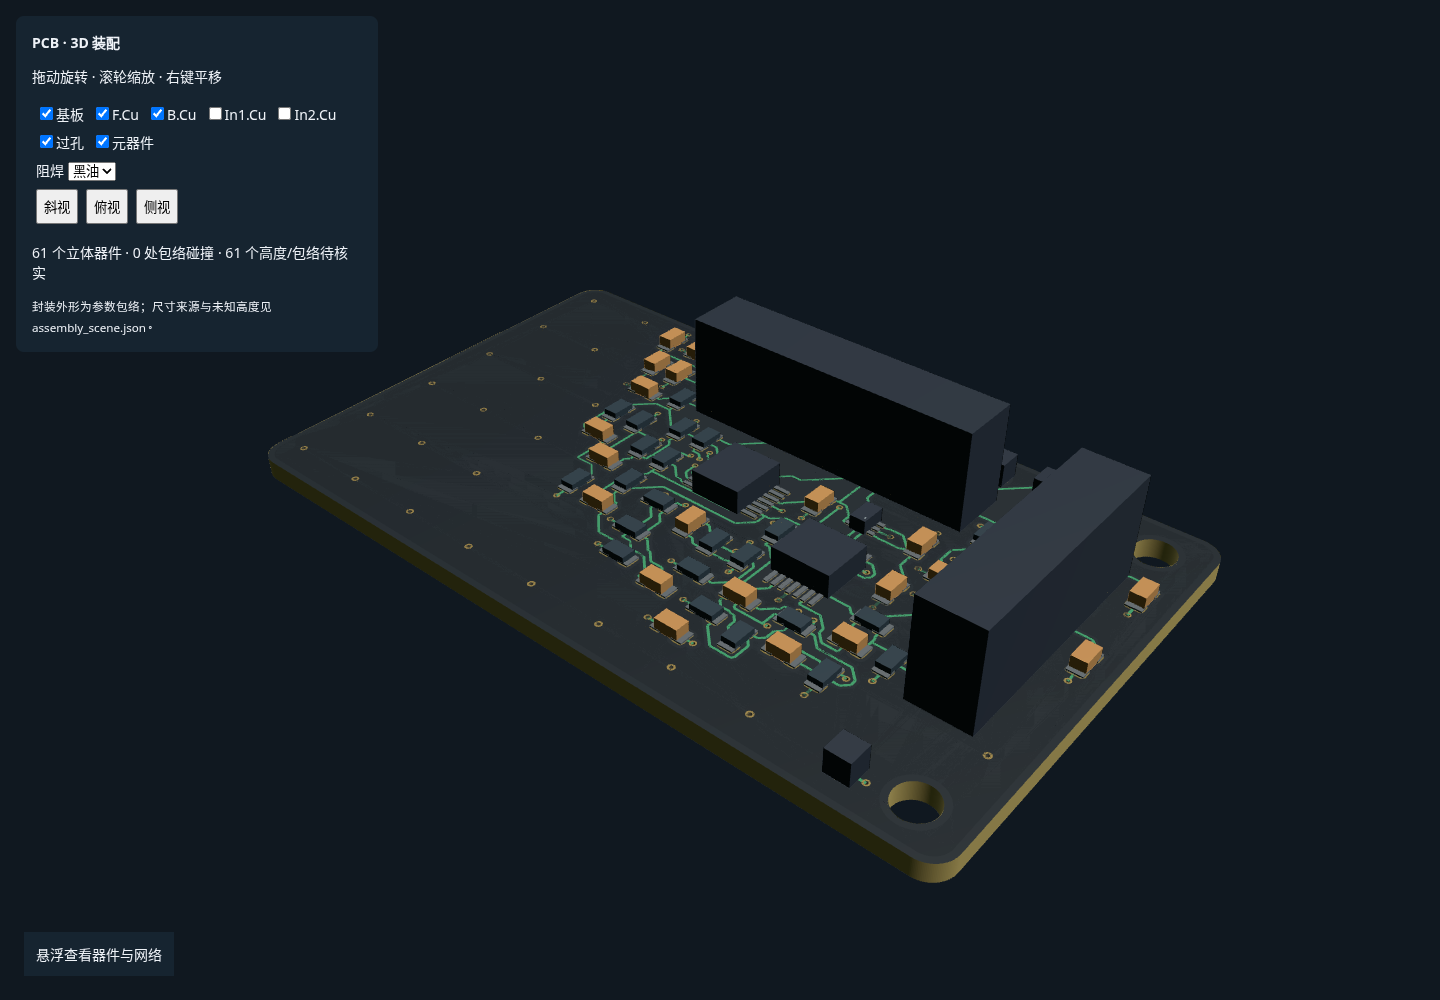 PCB · 3D 装配
拖动旋转 · 滚轮缩放 · 右键平移
基板 F.Cu B.Cu In1.Cu In2.Cu
过孔 元器件
阻焊 黑油
斜视 俯视 侧视
61 个立体器件 · 0 处包络碰撞 · 61 个高度/包络待核
实
封装外形为参数包络；尺寸来源与未知高度见
assembly_scene.json。
悬浮查看器件与网络